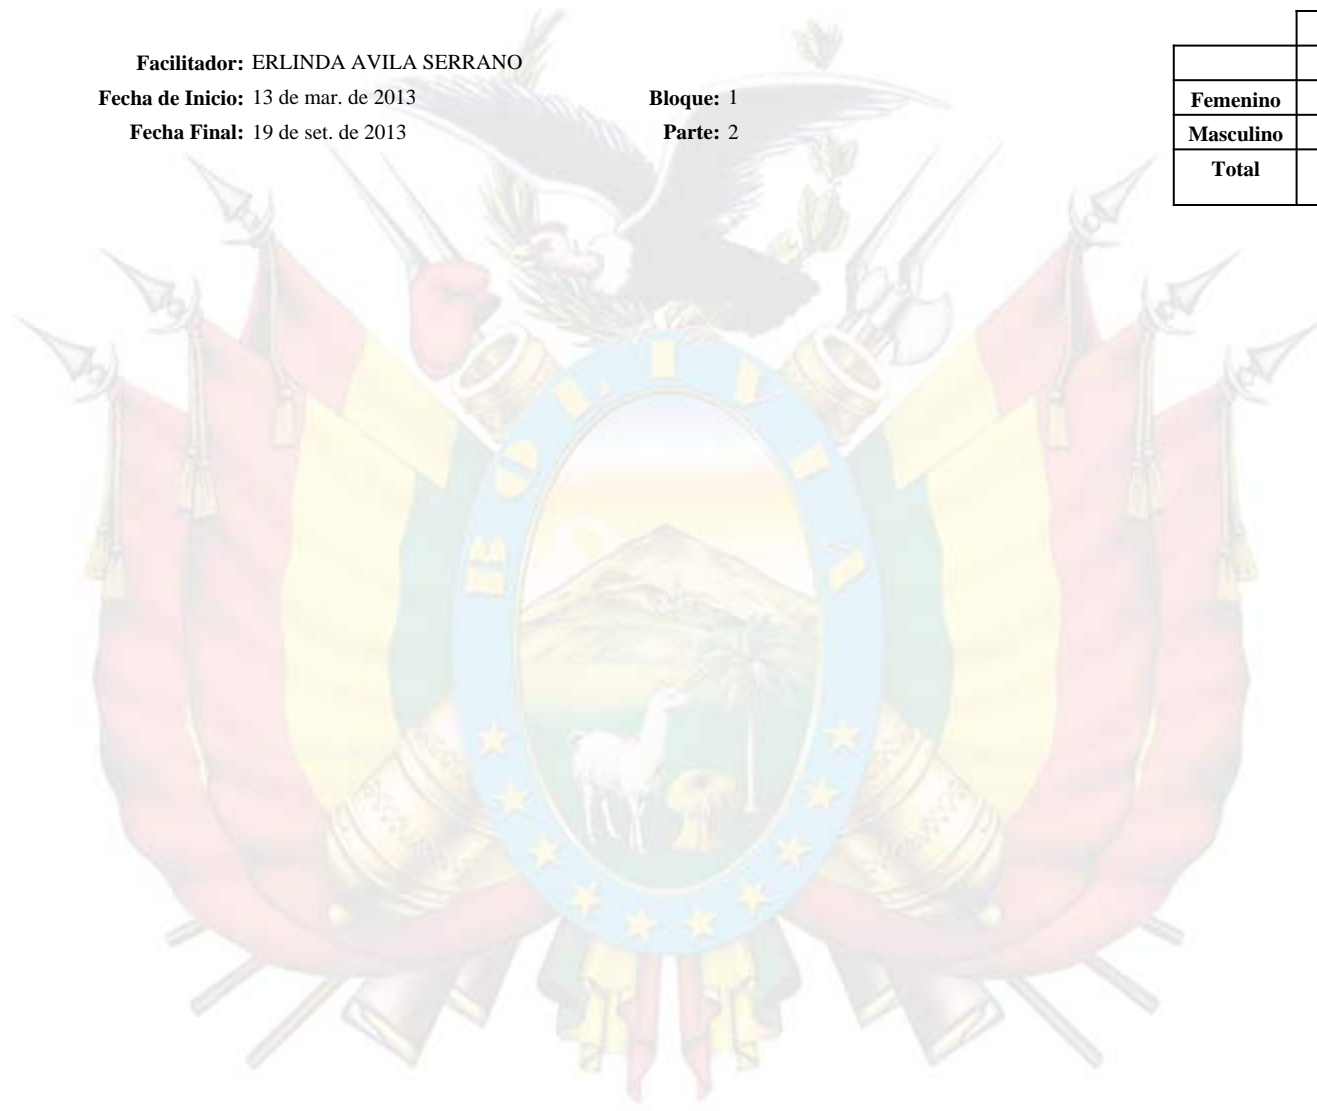 Facilitador: ERLINDA AVILA SERRANO
Fecha de Inicio: 13 de mar. de 2013 Bloque: 1
Fecha Final: 19 de set. de 2013 Parte: 2
Femenino
Masculino
Total
BOLIVIA